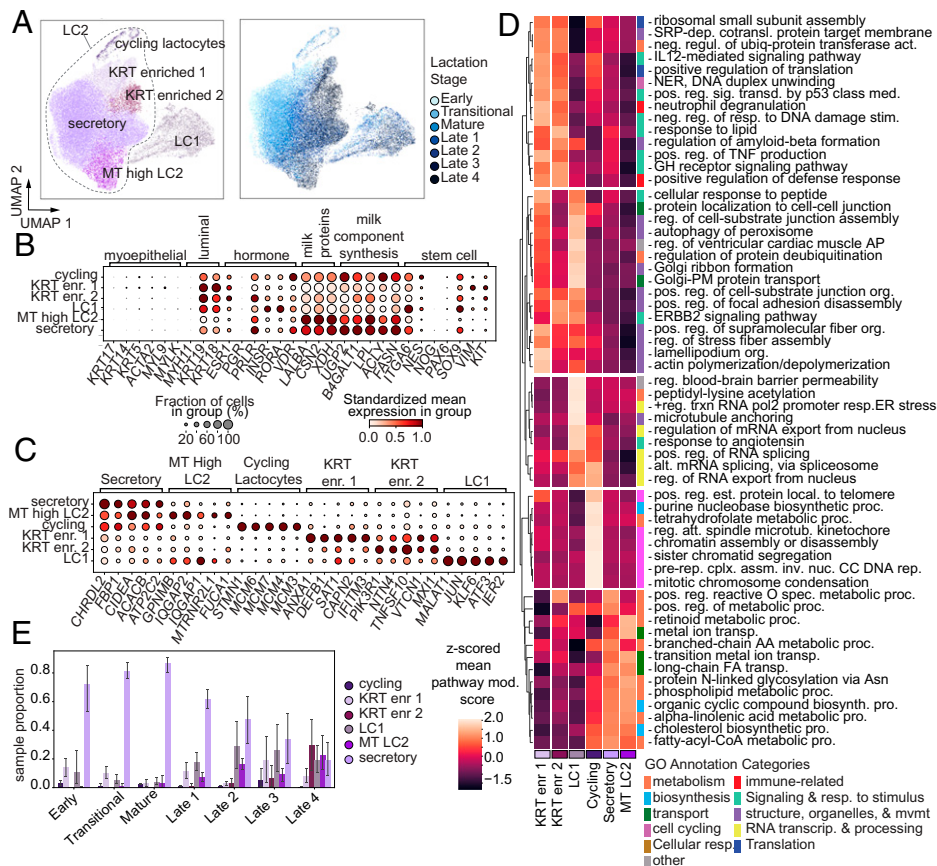 A
LC2
cycling lactocytes
KRT enriched 1
KRT enriched 2
secretory
LC1
MT high LC2
UMAP 2
UMAP 1
Lactation
Stage
Early
Transitional
Mature
Late 1
Late 2
Late 3
Late 4
B
myoepithelial
luminal
hormone
milk
proteins
milk
component
synthesis
stem cell
cycling
KRT enr. 1
KRT enr. 2
LC1
MT high LC2
secretory
KRT17
KRT14
KRT5
ACTA2
MYL9
MYLK
MYH11
KRT19
KRT18
ESR1
PGR
PRLR
INSR
RORA
VDR
LALBA
CSN2
XDH
UGP2
B4GALT1
LPL
ACLY
FASN
ITGA6
NES
NOG
PAX6
SOX9
VIM
KIT
Fraction of cells
in group (%)
20 60 100
Standardized mean
expression in group
0.0 0.5 1.0
C
Secretory
MT High
LC2
Cycling
Lactocytes
KRT
enr. 1
KRT
enr. 2
LC1
secretory
MT high LC2
cycling
KRT enr. 1
KRT enr. 2
LC1
CHRDL2
CIDEA
ACACB
ATP2C2
GPNMB
IQGAP2
IQGAP1
MTRNR2L1
FUCA1
STMN1
MCM6
MCM7
MCM4
MCM3
ANXA1
DEFB1
SAT1
CAPN2
IFITM3
PIK3R1
NTN4
TNFSF10
VTCN1
MXI1
MALAT1
JUN
KLF6
ATF3
IER2
D
ribosomal small subunit assembly
SRP-dep. cotransl. protein target membrane
neg. regul. of ubiq-protein transferase act.
IL12-mediated signaling pathway
positive regulation of translation
NER, DNA duplex unwinding
pos. reg. sig. transd. by p53 class med.
neutrophil degranulation
neg. reg. of resp. to DNA damage stim.
response to lipid
regulation of amyloid-beta formation
pos. reg. of TNF production
GH receptor signaling pathway
positive regulation of defense response
cellular response to peptide
protein localization to cell-cell junction
reg. of cell-substrate junction assembly
autophagy of peroxisome
reg. of ventricular cardiac muscle AP
regulation of protein deubiquitination
Golgi ribbon formation
Golgi-PM protein transport
pos. reg. of cell-substrate junction org.
pos. reg. of focal adhesion disassembly
ERBB2 signaling pathway
pos. reg. of supramolecular fiber org.
reg. of stress fiber assembly
lamellipodium org.
actin polymerization/depolymerization
reg. blood-brain barrier permeability
peptidyl-lysine acetylation
+reg. trxn RNA pol2 promoter resp.ER stress
microtubule anchoring
regulation of mRNA export from nucleus
response to angiotensin
pos. reg. of RNA splicing
alt. mRNA splicing, via spliceosome
reg. of RNA export from nucleus
pos. reg. est. protein local. to telomere
purine nucleobase biosynthetic proc.
tetrahydrofolate metabolic proc.
reg. att. spindle microtub. kinetochore
chromatin assembly or disassembly
sister chromatid segregation
pre-rep. cplx. assm. inv. nuc. CC DNA rep.
mitotic chromosome condensation
pos. reg. reactive O spec. metabolic proc.
pos. reg. of metabolic proc.
retinoid metabolic proc.
metal ion transp.
branched-chain AA metabolic proc.
transition metal ion transp.
long-chain FA transp.
protein N-linked glycosylation via Asn
phospholipid metabolic proc.
organic cyclic compound biosynth. pro.
alpha-linolenic acid metabolic pro.
cholesterol biosynthetic pro.
fatty-acyl-CoA metabolic pro.
KRT enr 1
KRT enr 2
LC1
Cycling
Secretory
MT LC2
GO Annotation Categories
metabolism
biosynthesis
transport
cell cycling
Cellular resp.
other
immune-related
Signaling & resp. to stimulus
structure, organelles, & mvmt
RNA transcrip. & processing
Translation
E
sample proportion
0.8
0.6
0.4
0.2
0.0
Early
Transitional
Mature
Late 1
Late 2
Late 3
Late4
cycling
KRT enr 1
KRT enr 2
LC1
MT LC2
secretory
z-scored
mean
pathway mod.
score
2.0
1.0
0.0
−1.5